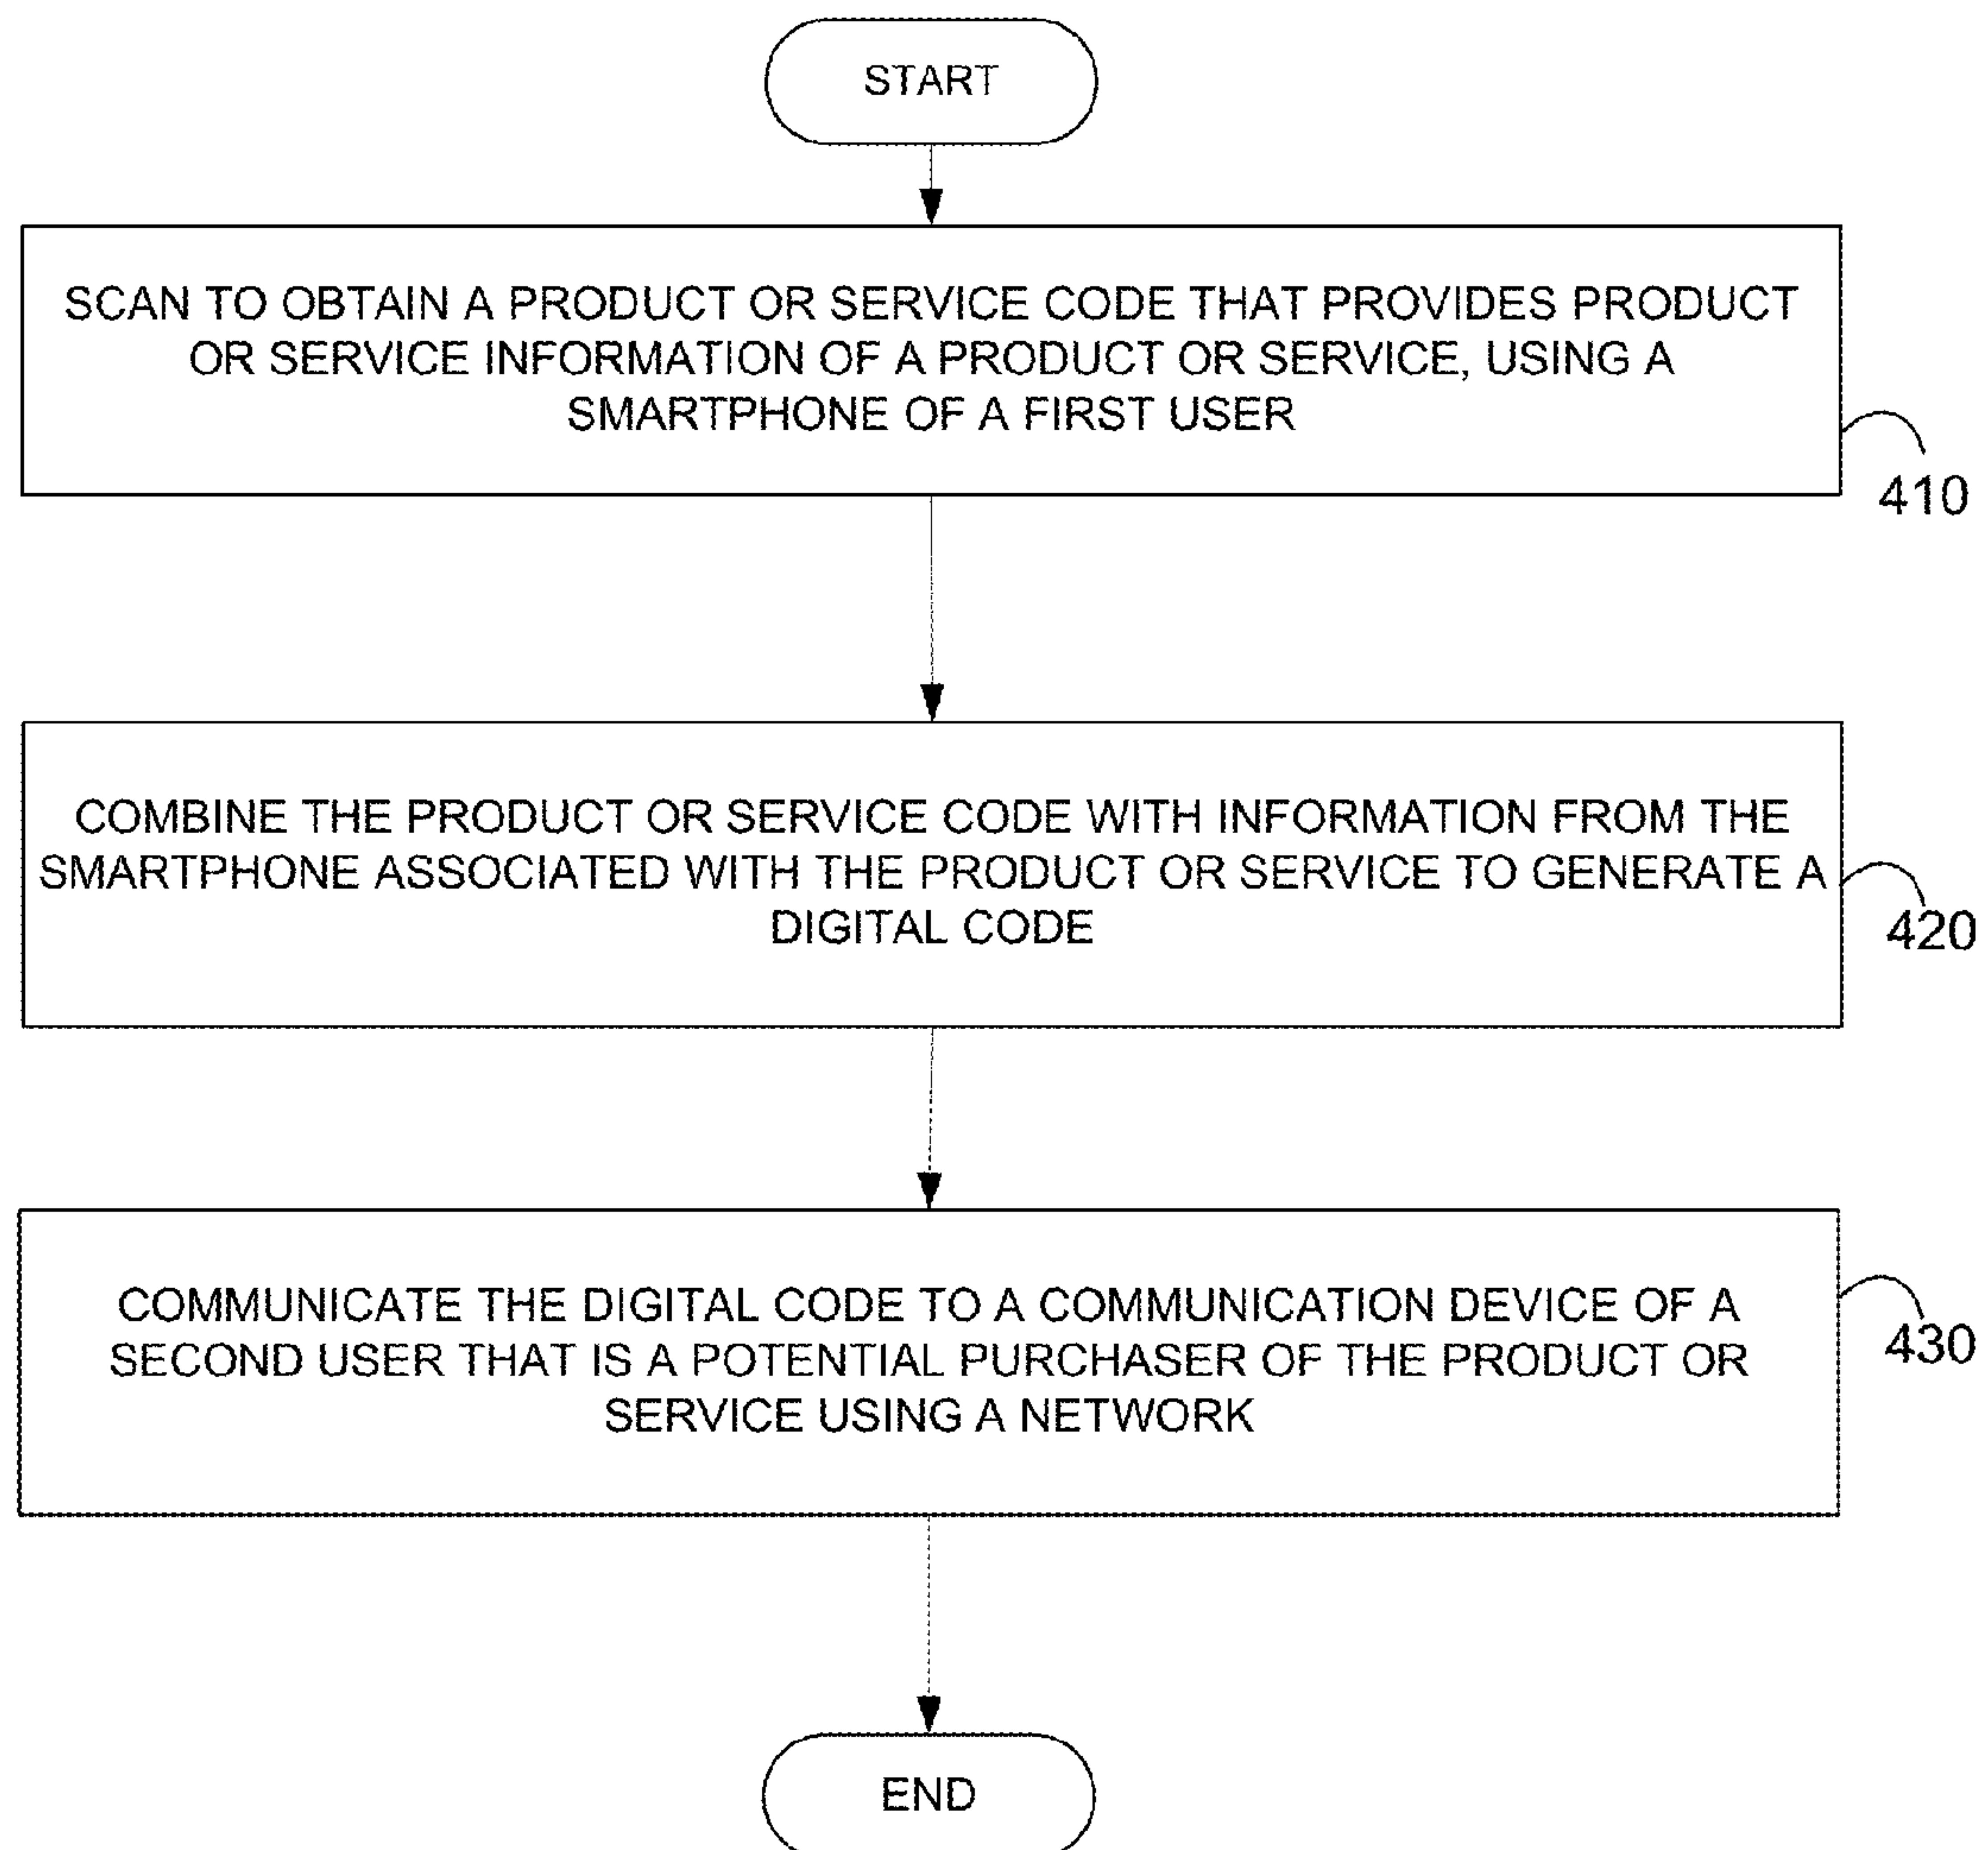 START
SCAN TO OBTAIN A PRODUCT OR SERVICE CODE THAT PROVIDES PRODUCT
OR SERVICE INFORMATION OF A PRODUCT OR SERVICE, USING A
SMARTPHONE OF A FIRST USER
410
COMBINE THE PRODUCT OR SERVICE CODE WITH INFORMATION FROM THE
SMARTPHONE ASSOCIATED WITH THE PRODUCT OR SERVICE TO GENERATE A
DIGITAL CODE
420
COMMUNICATE THE DIGITAL CODE TO A COMMUNICATION DEVICE OF A
SECOND USER THAT IS A POTENTIAL PURCHASER OF THE PRODUCT OR
SERVICE USING A NETWORK
430
END